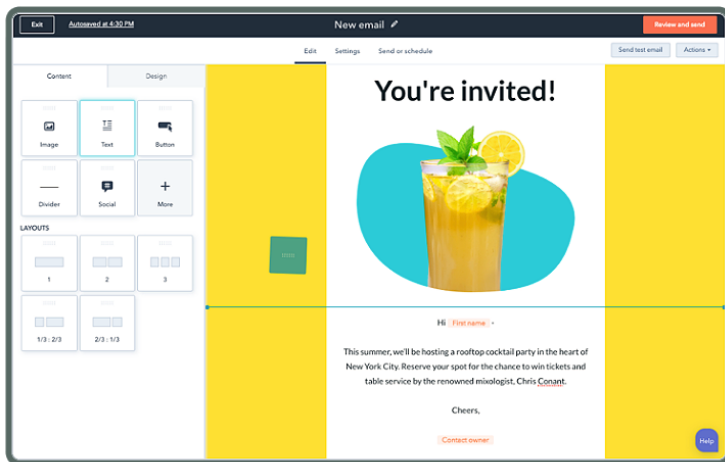 Exit
Autosaved at 4:30 PM
New email
Review and send
Edit
Settings
Send or schedule
Send test email
Actions
Content
Design
Image
Text
Button
Divider
Social
More
LAYOUTS
1
2
3
1/3 : 2/3
2/3 : 1/3
You're invited!
Hi First name ,
This summer, we'll be hosting a rooftop cocktail party in the heart of
New York City. Reserve your spot for the chance to win tickets and
table service by the renowned mixologist, Chris Conant.
Cheers,
Contact owner
Help